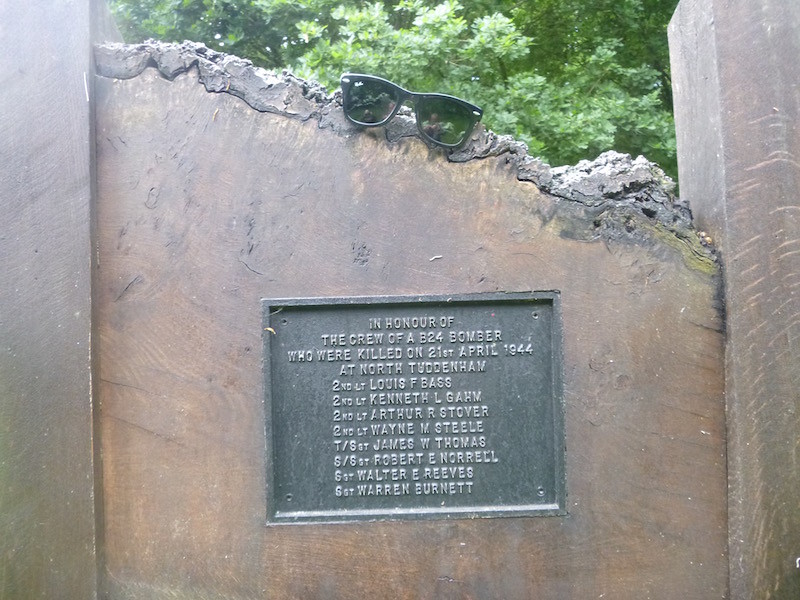 IN HONOUR OF
THE CREW OF A B24 BOMBER
WHO WERE KILLED ON 21ST APRIL 1944
AT NORTH TUDDENHAM
2ND LT LOUIS F BASS
2ND LT KENNETH L GAHM
2ND LT ARTHUR R STOVER
2ND LT WAYNE M STEELE
T/SGT JAMES W THOMAS
S/SGT ROBERT E NORRELL
SGT WALTER E REEVES
SGT WARREN BURNETT